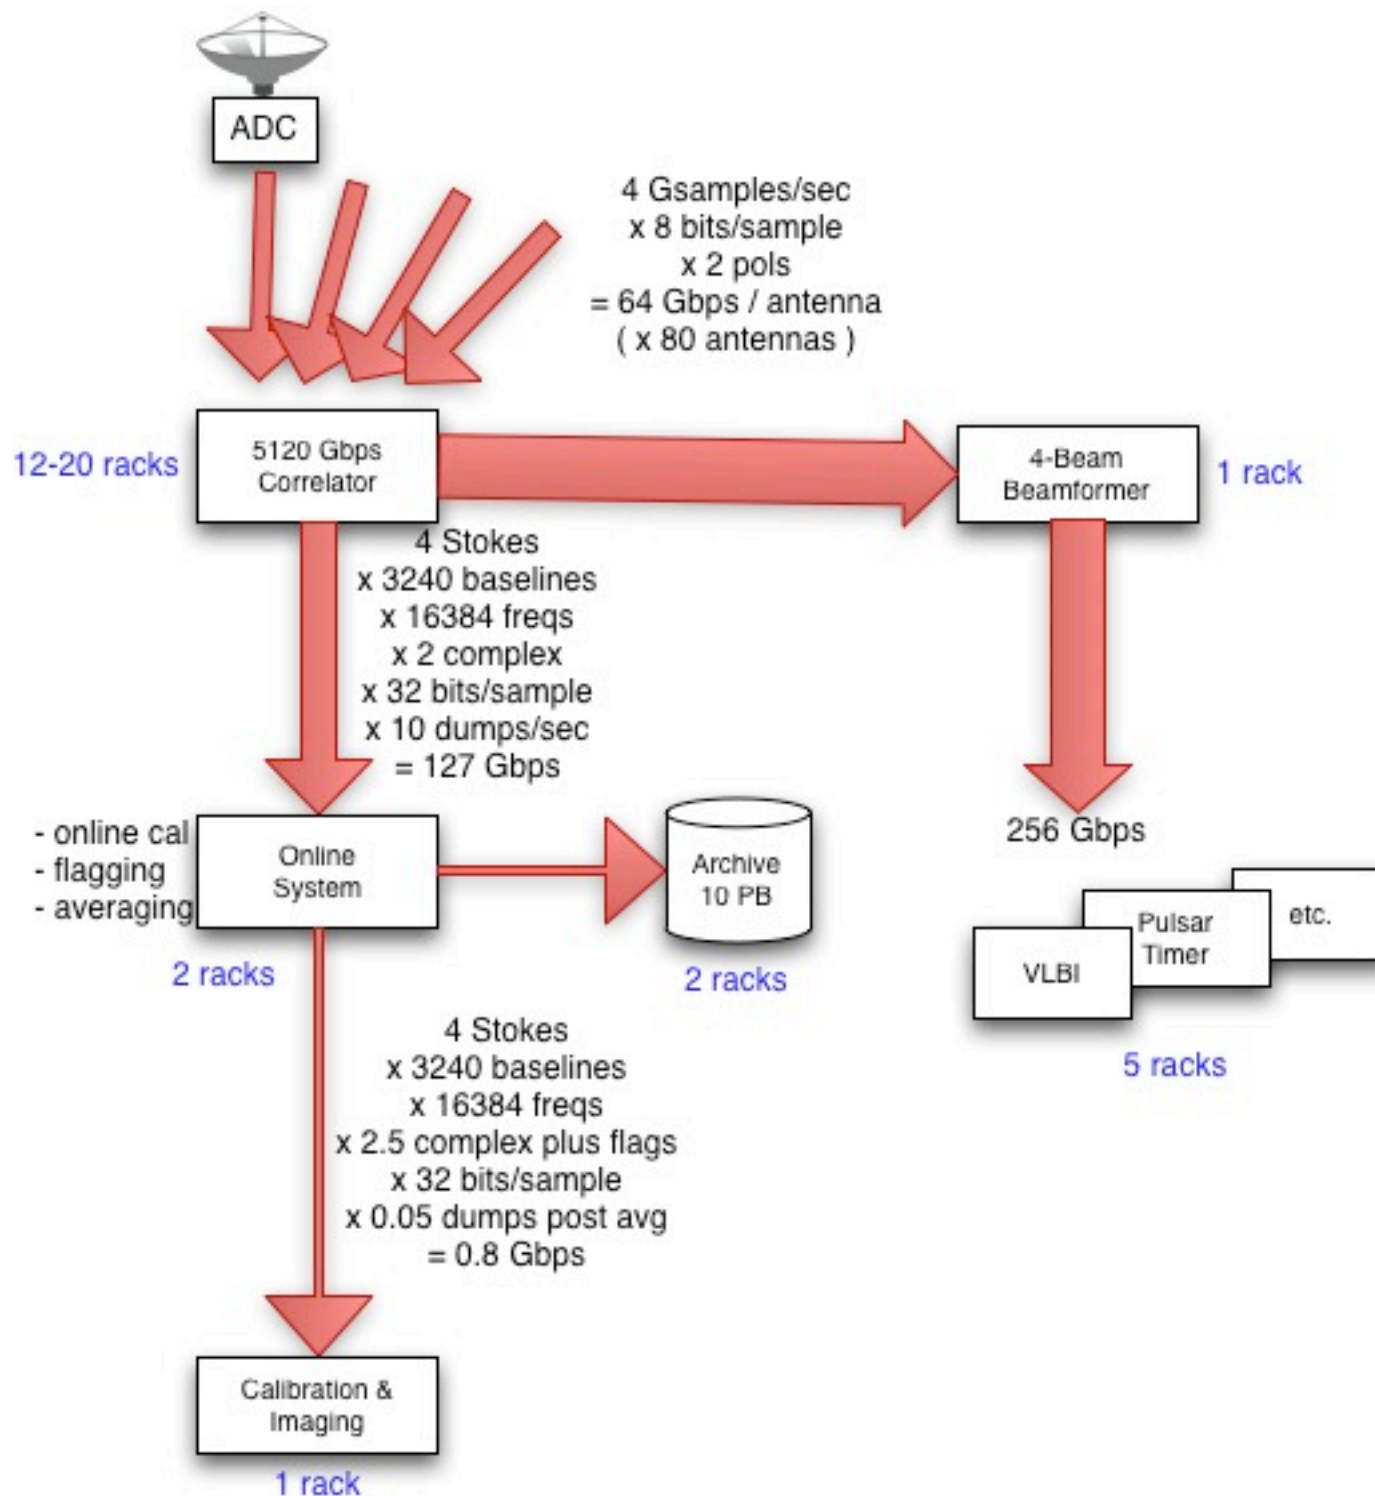 ADC
4 Gsamples/sec
x 8 bits/sample
x 2 pols
= 64 Gbps / antenna
( x 80 antennas )
12-20 racks
5120 Gbps
Correlator
4-Beam
Beamformer
1 rack
4 Stokes
x 3240 baselines
x 16384 freqs
x 2 complex
x 32 bits/sample
x 10 dumps/sec
= 127 Gbps
256 Gbps
- online cal
- flagging
- averaging
Online
System
2 racks
Archive
10 PB
2 racks
VLBI
Pulsar
Timer
etc.
5 racks
4 Stokes
x 3240 baselines
x 16384 freqs
x 2.5 complex plus flags
x 32 bits/sample
x 0.05 dumps post avg
= 0.8 Gbps
Calibration &
Imaging
1 rack